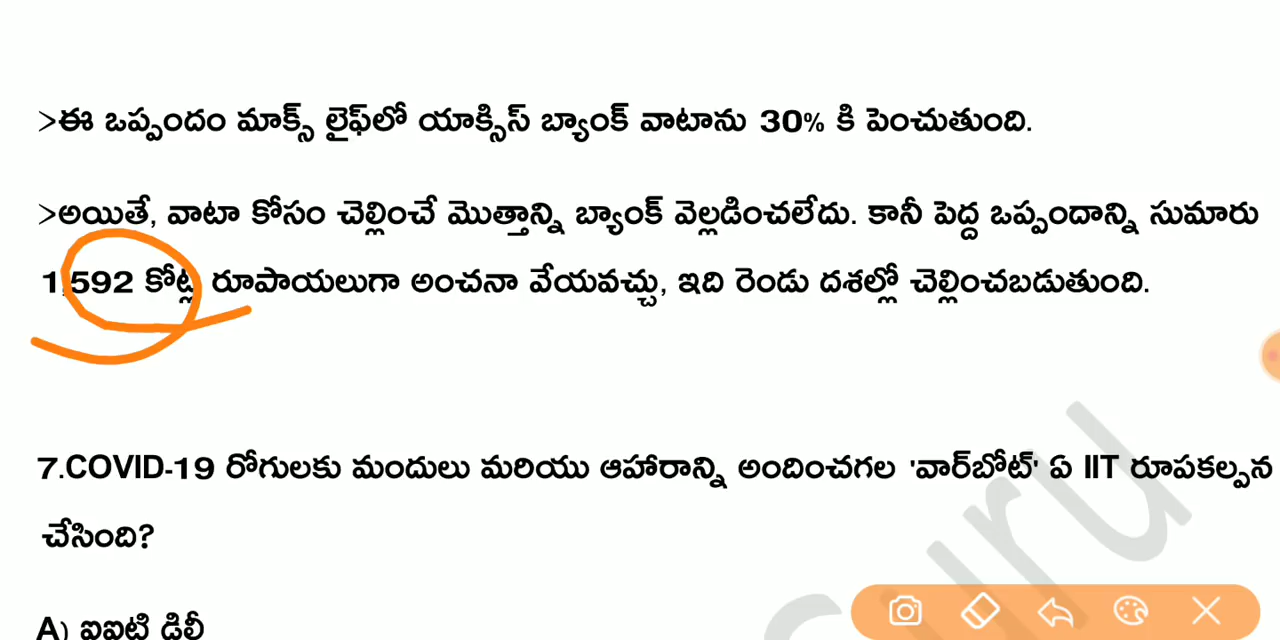 >ఈ ఒప్పందం మాక్స్ లైఫ్‌లో యాక్సిస్ బ్యాంక్ వాటాను 30% కి పెంచుతుంది.
>అయితే, వాటా కోసం చెల్లించే మొత్తాన్ని బ్యాంక్ వెల్లడించలేదు. కానీ పెద్ద ఒప్పందాన్ని సుమారు
1,592 కోట్ల రూపాయలుగా అంచనా వేయవచ్చు, ఇది రెండు దశల్లో చెల్లించబడుతుంది.
7.COVID-19 రోగులకు మందులు మరియు ఆహారాన్ని అందించగల 'వార్‌బోట్' ఏ IIT రూపకల్పన
చేసింది?
A) ఐఐటి ఢిల్లీ